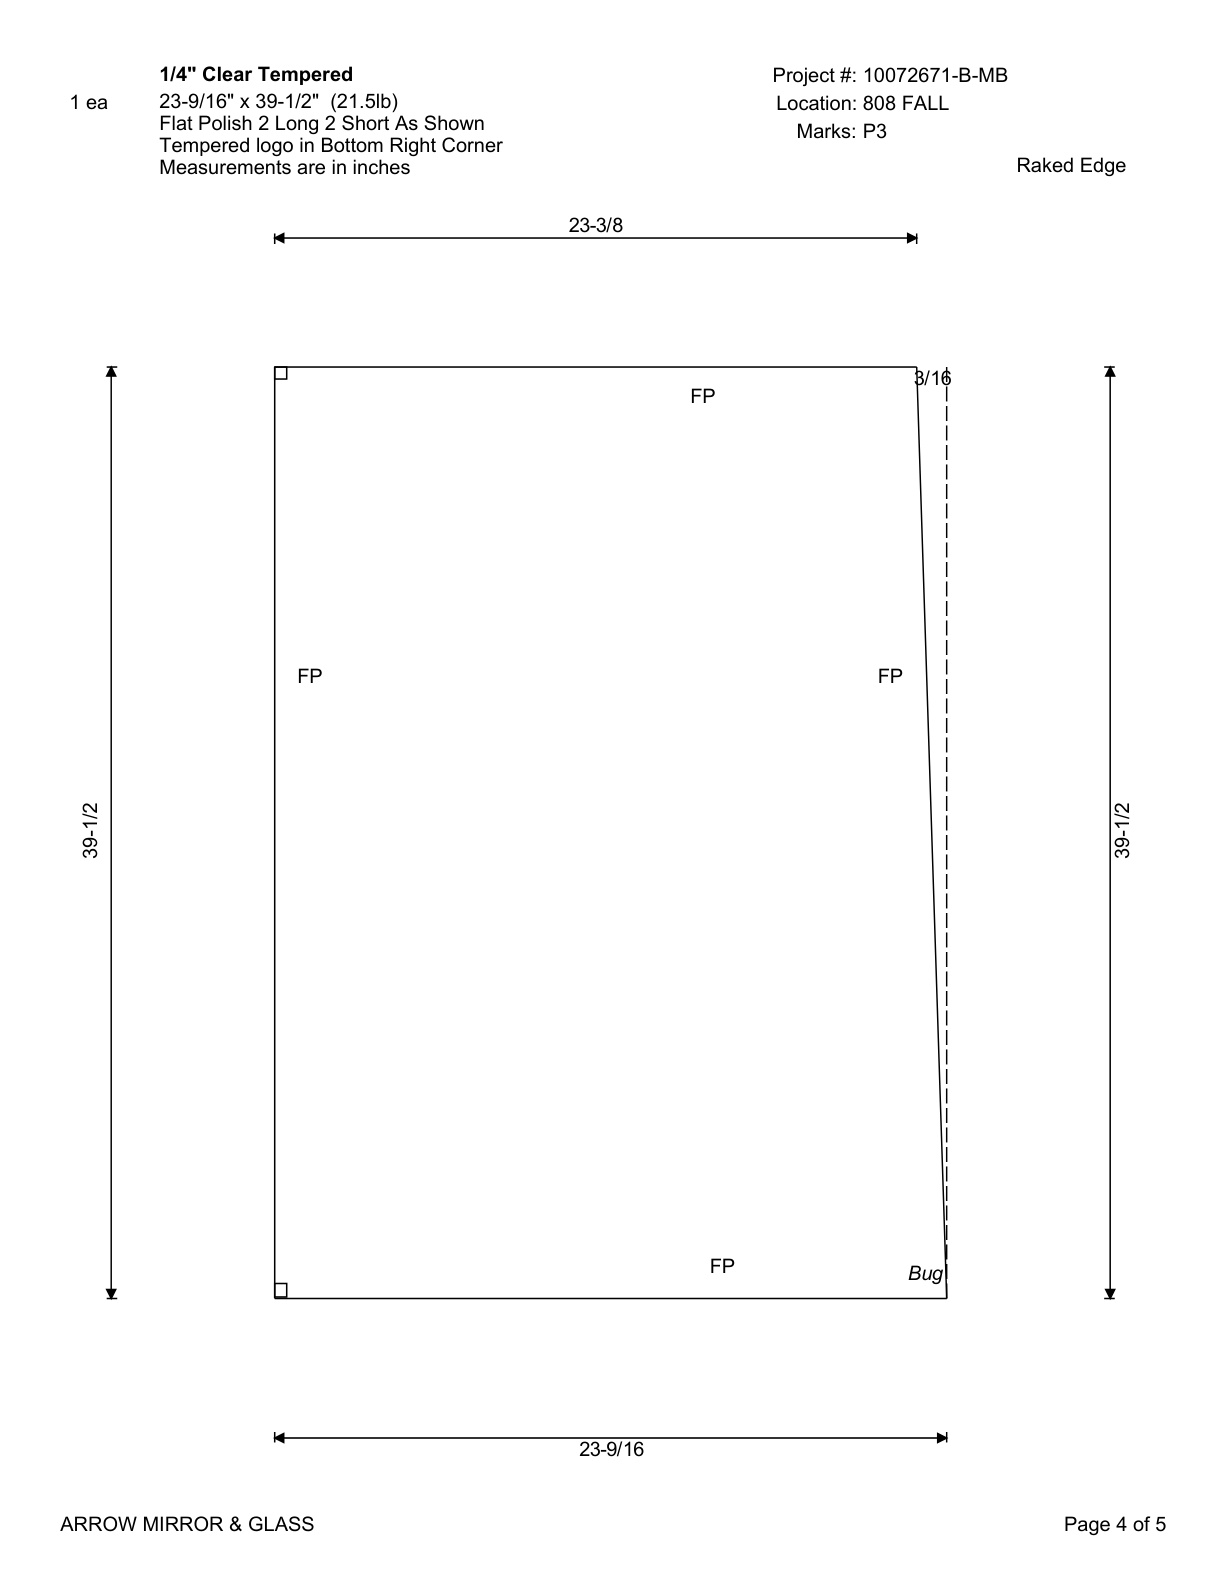 1/4" Clear Tempered
1 ea
23-9/16" x 39-1/2" (21.5lb)
Flat Polish 2 Long 2 Short As Shown
Tempered logo in Bottom Right Corner
Measurements are in inches
Project #: 10072671-B-MB
Location: 808 FALL
Marks: P3
Raked Edge
23-3/8
3/16
FP
FP
FP
39-1/2
39-1/2
FP
Bug
23-9/16
ARROW MIRROR & GLASS
Page 4 of 5